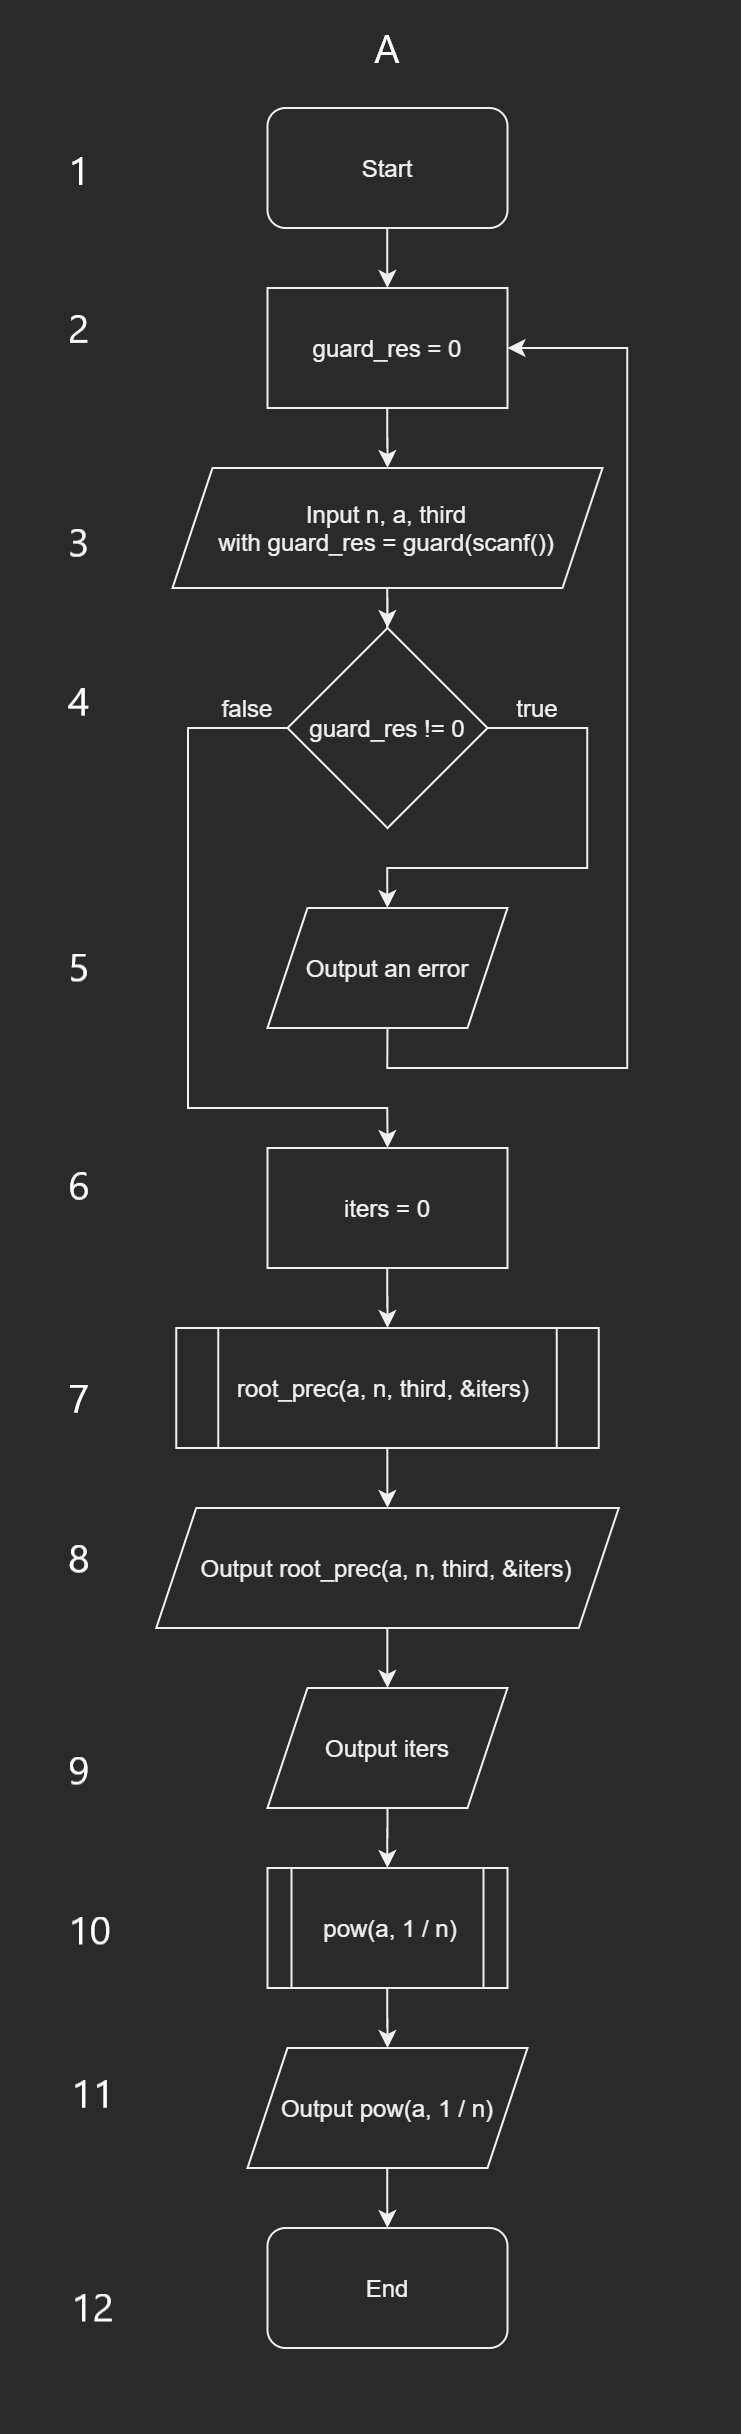 A
1
Start
2
guard_res = 0
3
Input n, a, third
with guard_res = guard(scanf())
4
false
true
guard_res != 0
5
Output an error
6
iters = 0
7
root_prec(a, n, third, &iters)
8
Output root_prec(a, n, third, &iters)
9
Output iters
10
pow(a, 1 / n)
11
Output pow(a, 1 / n)
12
End